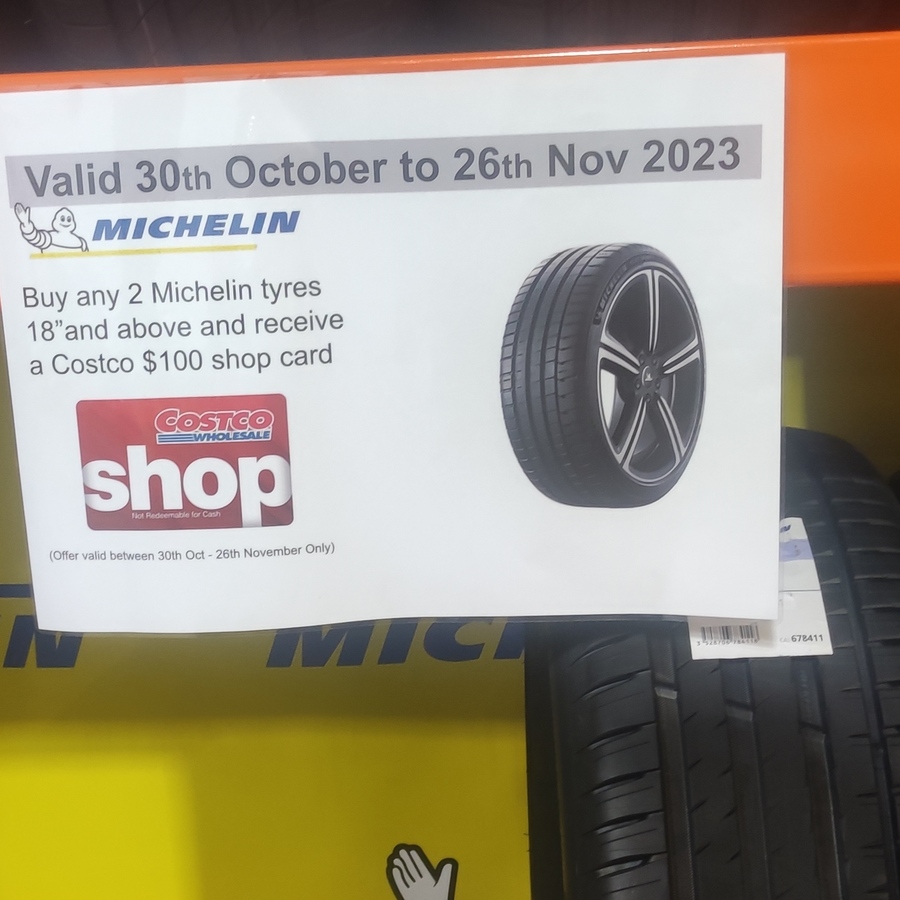 Valid 30th October to 26th Nov 2023
MICHELIN
Buy any 2 Michelin tyres
18”and above and receive
a Costco $100 shop card
COSTCO
WHOLESALE
shop
Not Redeemable for Cash
(Offer valid between 30th Oct - 26th November Only)
678411